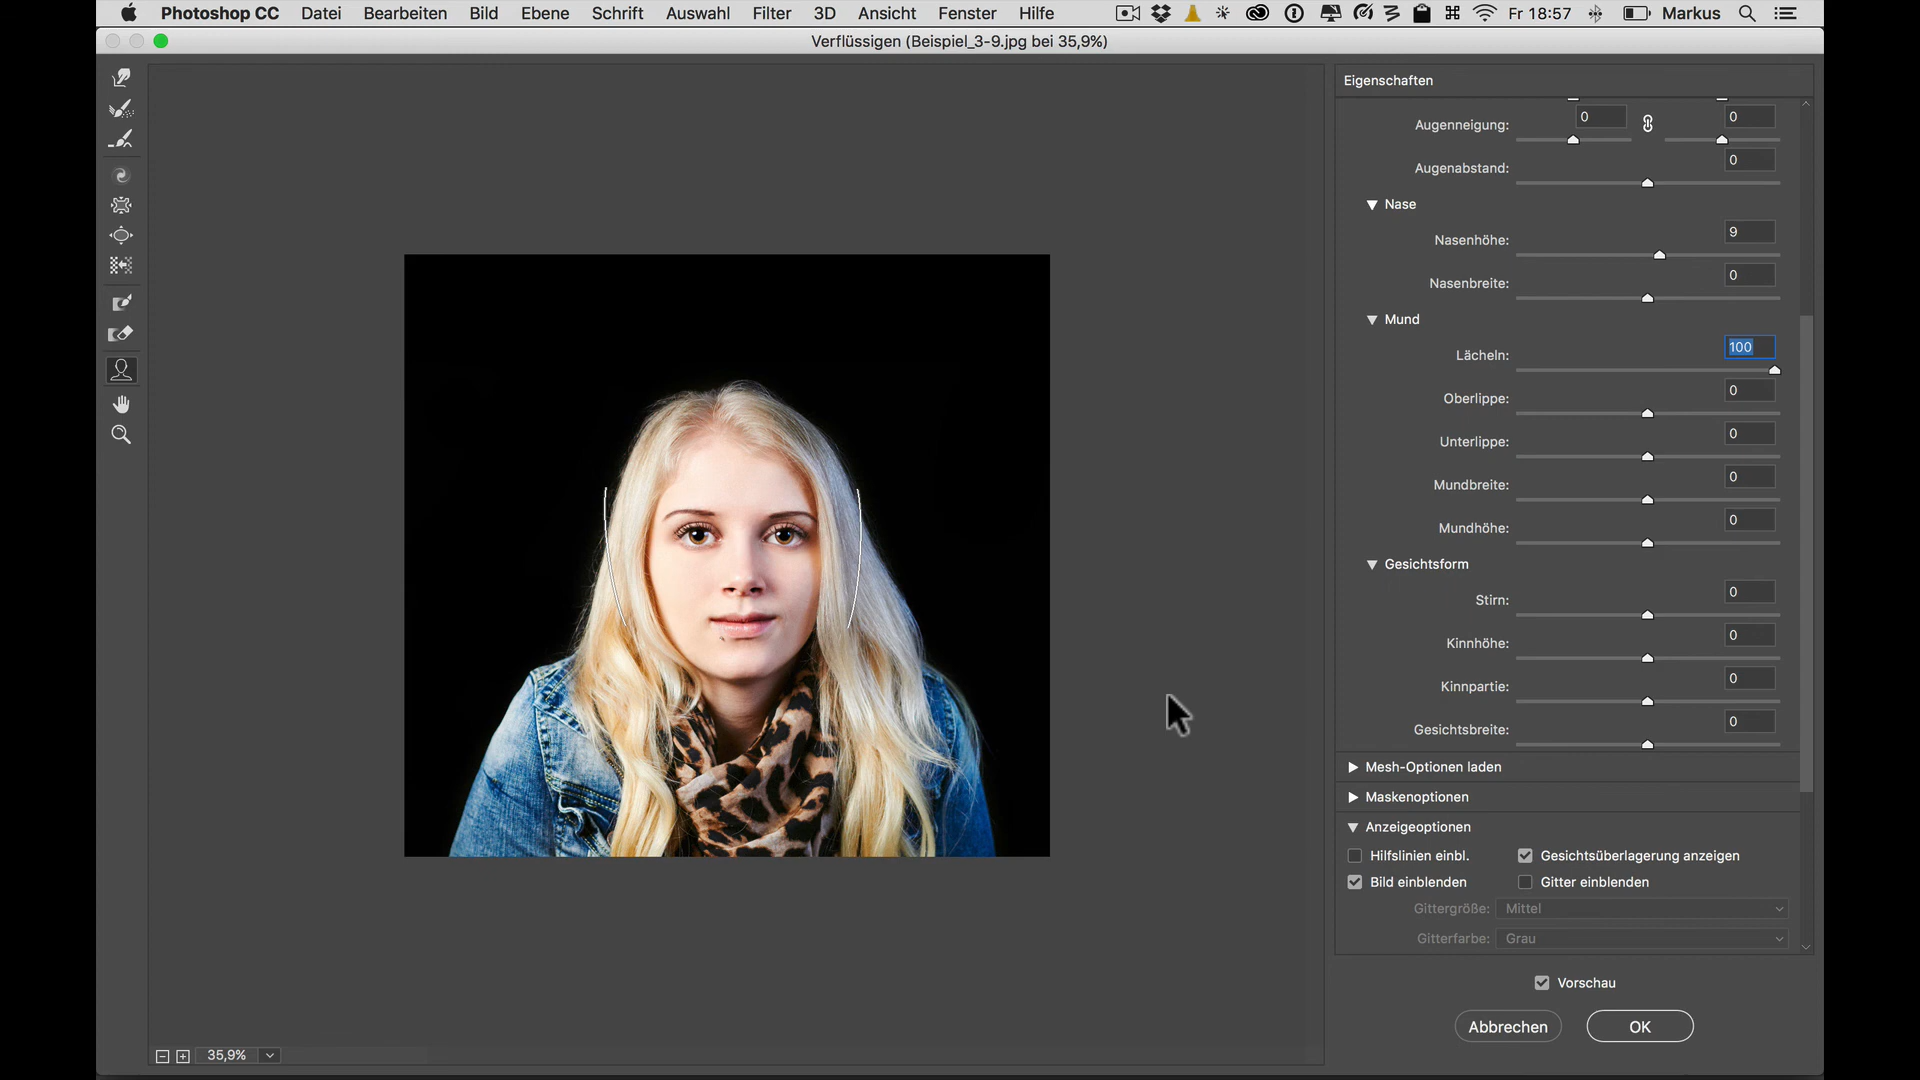 Photoshop CC Datei Bearbeiten Bild Ebene Schrift Auswahl Filter 3D Ansicht Fenster Hilfe Fr 18:57 Markus
Verflüssigen (Beispiel_3-9.jpg bei 35,9%)
Eigenschaften
Augenneigung: 0 0
Augenabstand: 0
Nase
Nasenhöhe: 9
Nasenbreite: 0
Mund
Lächeln: 100
Oberlippe: 0
Unterlippe: 0
Mundbreite: 0
Mundhöhe: 0
Gesichtsform
Stirn: 0
Kinnhöhe: 0
Kinnpartie: 0
Gesichtsbreite: 0
Mesh-Optionen laden
Maskenoptionen
Anzeigeoptionen
Hilfslinien einbl. Gesichtsüberlagerung anzeigen
Bild einblenden Gitter einblenden
Gittergröße: Mittel
Gitterfarbe: Grau
Vorschau
Abbrechen OK
35,9%